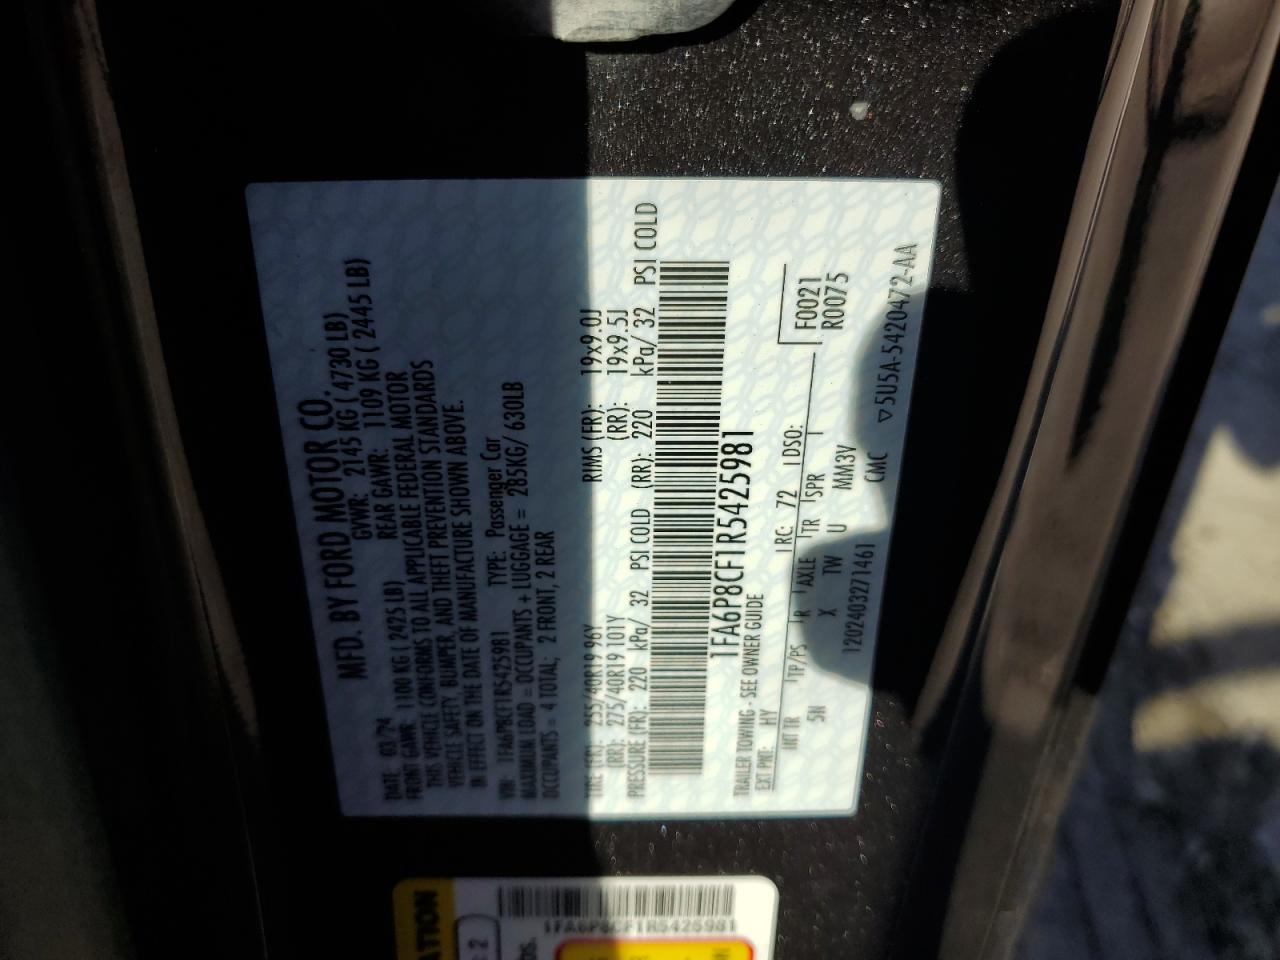 MFD. BY FORD MOTOR CO.
DATE: 03/24 GVWR: 2145 KG ( 4730 LB)
FRONT GAWR: 1100 KG ( 2425 LB) REAR GAWR: 1109 KG ( 2445 LB)
THIS VEHICLE CONFORMS TO ALL APPLICABLE FEDERAL MOTOR
VEHICLE SAFETY, BUMPER, AND THEFT PREVENTION STANDARDS
IN EFFECT ON THE DATE OF MANUFACTURE SHOWN ABOVE.
VIN: 1FA6P8CF1R5425981 TYPE: Passenger Car
MAXIMUM LOAD = OCCUPANTS + LUGGAGE = 285KG/ 630LB
OCCUPANTS = 4 TOTAL; 2 FRONT, 2 REAR
TIRE (FR): 255/40R19 96Y RIMS (FR): 19x9.0J
(RR): 275/40R19 101Y (RR): 19x9.5J
PRESSURE (FR): 220 kPa/ 32 PSI COLD (RR): 220 kPa/ 32 PSI COLD
1FA6P8CF1R5425981
TRAILER TOWING - SEE OWNER GUIDE
EXT PNT: HY RC: 72 DSO: F0021
INT TR TP/PS R AXLE TR SPR R0075
5N X TW U MM3V
1202403271461 CMC
▽5U5A-5420472-AA
1FA6P8CF1R5425981